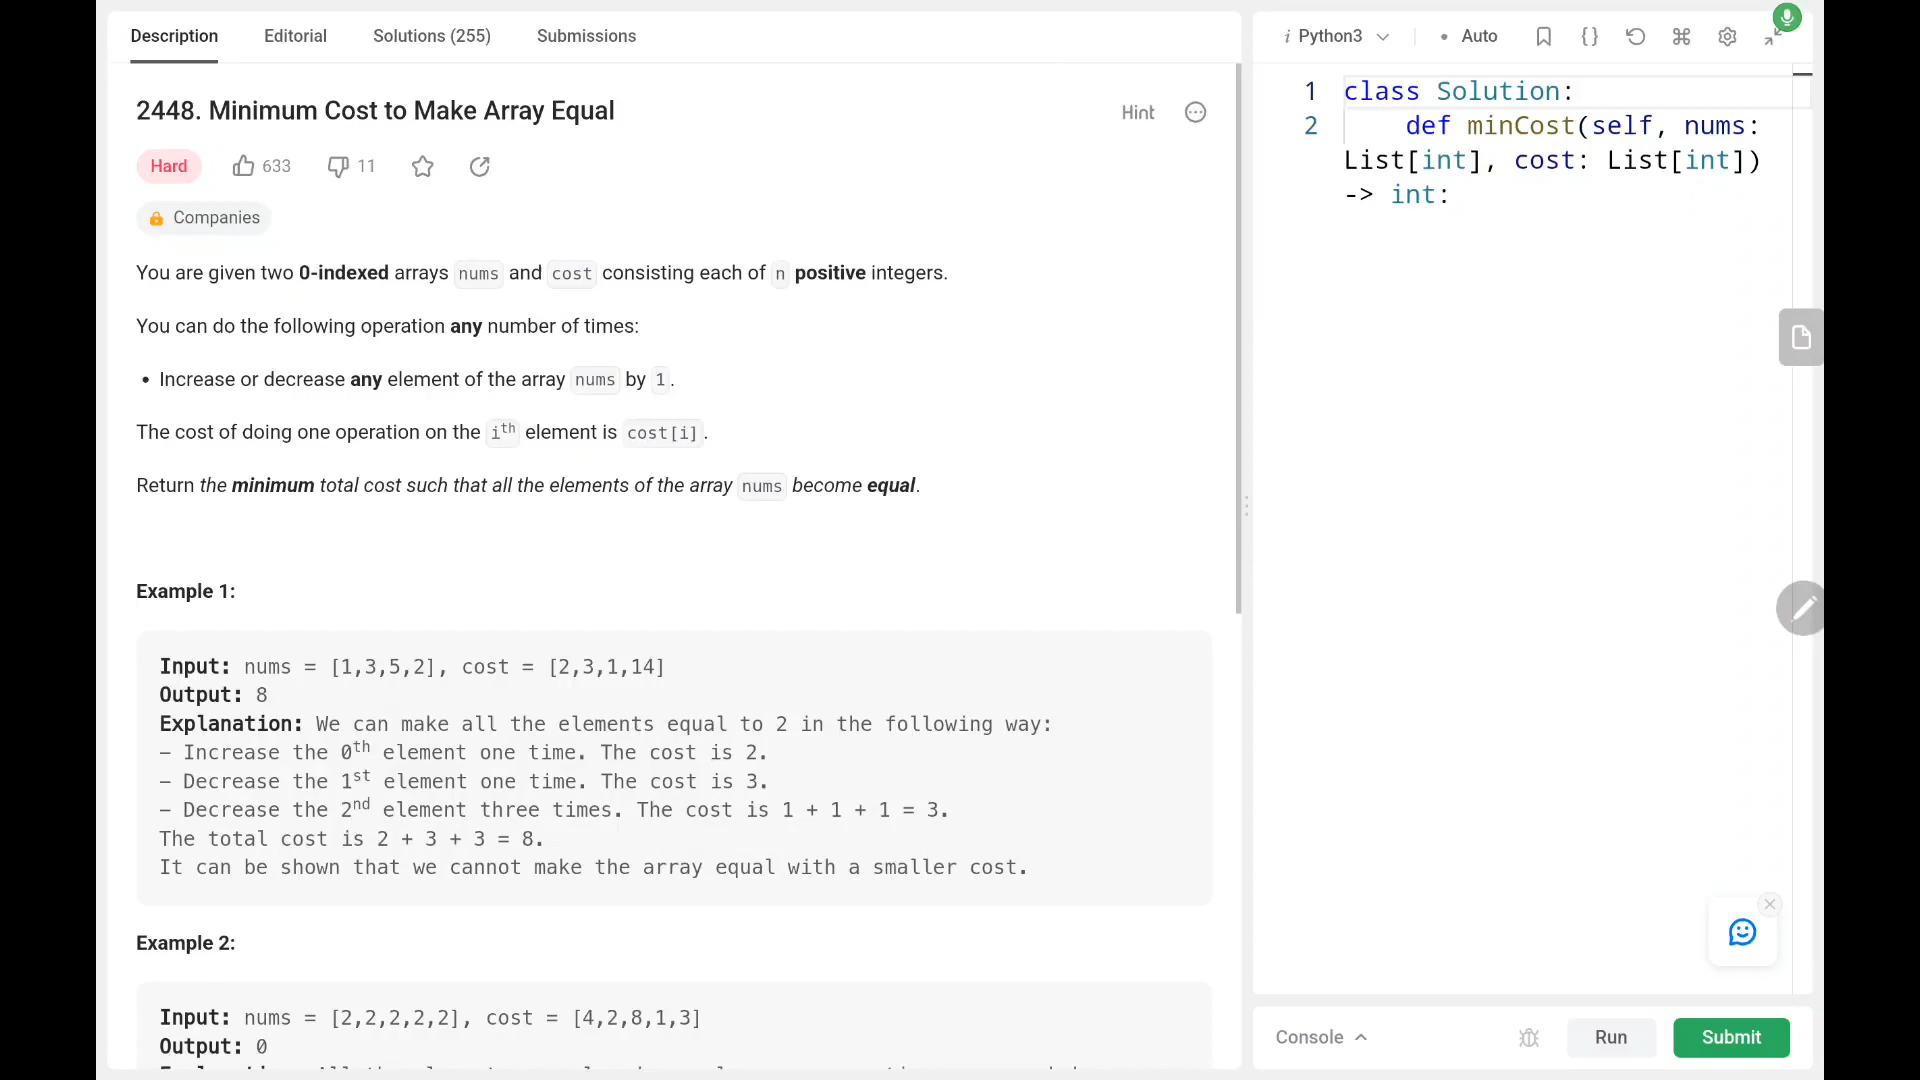 Description Editorial Solutions (255) Submissions
i Python3 • Auto
2448. Minimum Cost to Make Array Equal
Hint
Hard 633 11
Companies
You are given two 0-indexed arrays nums and cost consisting each of n positive integers.
You can do the following operation any number of times:
• Increase or decrease any element of the array nums by 1.
The cost of doing one operation on the ith element is cost[i].
Return the minimum total cost such that all the elements of the array nums become equal.
Example 1:
Input: nums = [1,3,5,2], cost = [2,3,1,14]
Output: 8
Explanation: We can make all the elements equal to 2 in the following way:
- Increase the 0th element one time. The cost is 2.
- Decrease the 1st element one time. The cost is 3.
- Decrease the 2nd element three times. The cost is 1 + 1 + 1 = 3.
The total cost is 2 + 3 + 3 = 8.
It can be shown that we cannot make the array equal with a smaller cost.
Example 2:
Input: nums = [2,2,2,2,2], cost = [4,2,8,1,3]
Output: 0
1 class Solution:
2 def minCost(self, nums:
List[int], cost: List[int])
-> int:
Console Run Submit